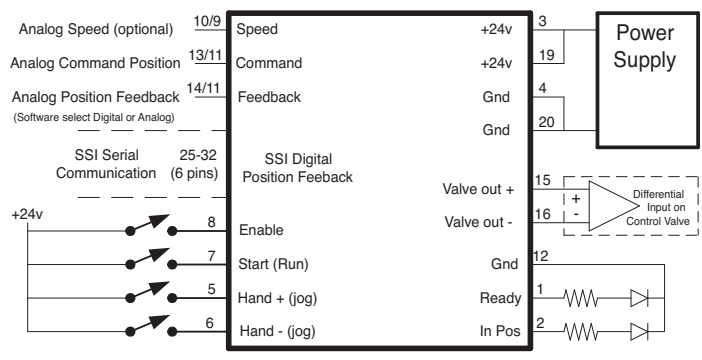 Analog Speed (optional) 10/9 Speed
Analog Command Position 13/11 Command
Analog Position Feedback 14/11 Feedback
(Software select Digital or Analog)
SSI Serial
Communication
25-32
(6 pins)
SSI Digital
Position Feeback
+24v
8 Enable
7 Start (Run)
5 Hand + (jog)
6 Hand - (jog)
+24v 3
+24v 19
Gnd 4
Gnd 20
Power
Supply
Valve out + 15
Valve out - 16
+
-
Differential
Input on
Control Valve
Gnd 12
Ready 1
In Pos 2